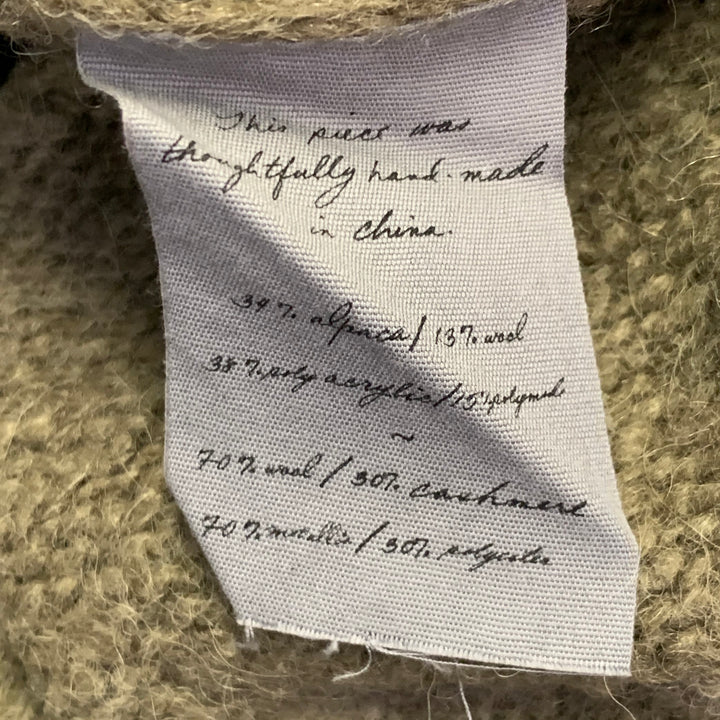 This piece was
thoughtfully hand-made
in china.
34% alpaca / 13% wool
38% poly acrylic / 15% polymide
~
70% wool / 30% cashmere
70% metallic / 30% polyester